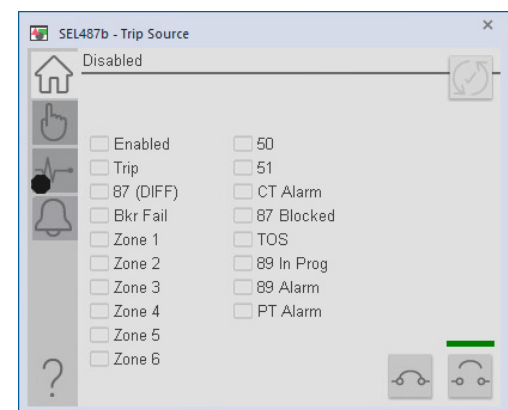 SEL487b - Trip Source
Disabled
Enabled
Trip
87 (DIFF)
Bkr Fail
Zone 1
Zone 2
Zone 3
Zone 4
Zone 5
Zone 6
50
51
CT Alarm
87 Blocked
TOS
89 In Prog
89 Alarm
PT Alarm
?